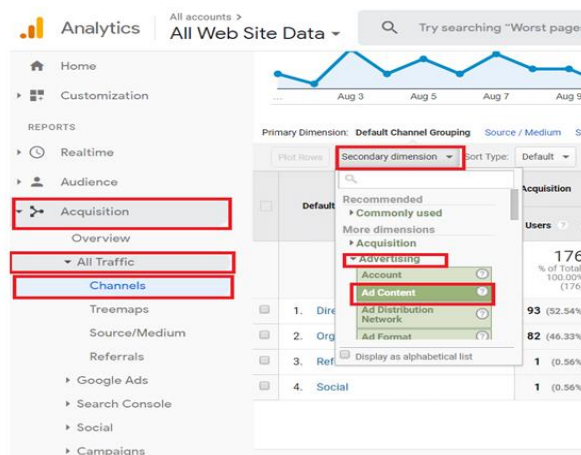 Analytics
All accounts >
All Web Site Data
Try searching "Worst page
Home
Customization
REPORTS
Realtime
Audience
Acquisition
Overview
All Traffic
Channels
Treemaps
Source/Medium
Referrals
Google Ads
Search Console
Social
Campaigns
...
Aug 3
Aug 5
Aug 7
Aug 9
Primary Dimension: Default Channel Grouping Source / Medium S
Plot Rows Secondary dimension Sort Type: Default
Default
Acquisition
Users ?
Recommended
Commonly used
More dimensions
Acquisition
Advertising
Account ?
Ad Content ?
Ad Distribution
Network ?
Ad Format ?
Display as alphabetical list
176
% of Total
100.00%
(176
1. Dire 93 (52.54%
2. Org 82 (46.33%
3. Ref 1 (0.56%
4. Social 1 (0.56%